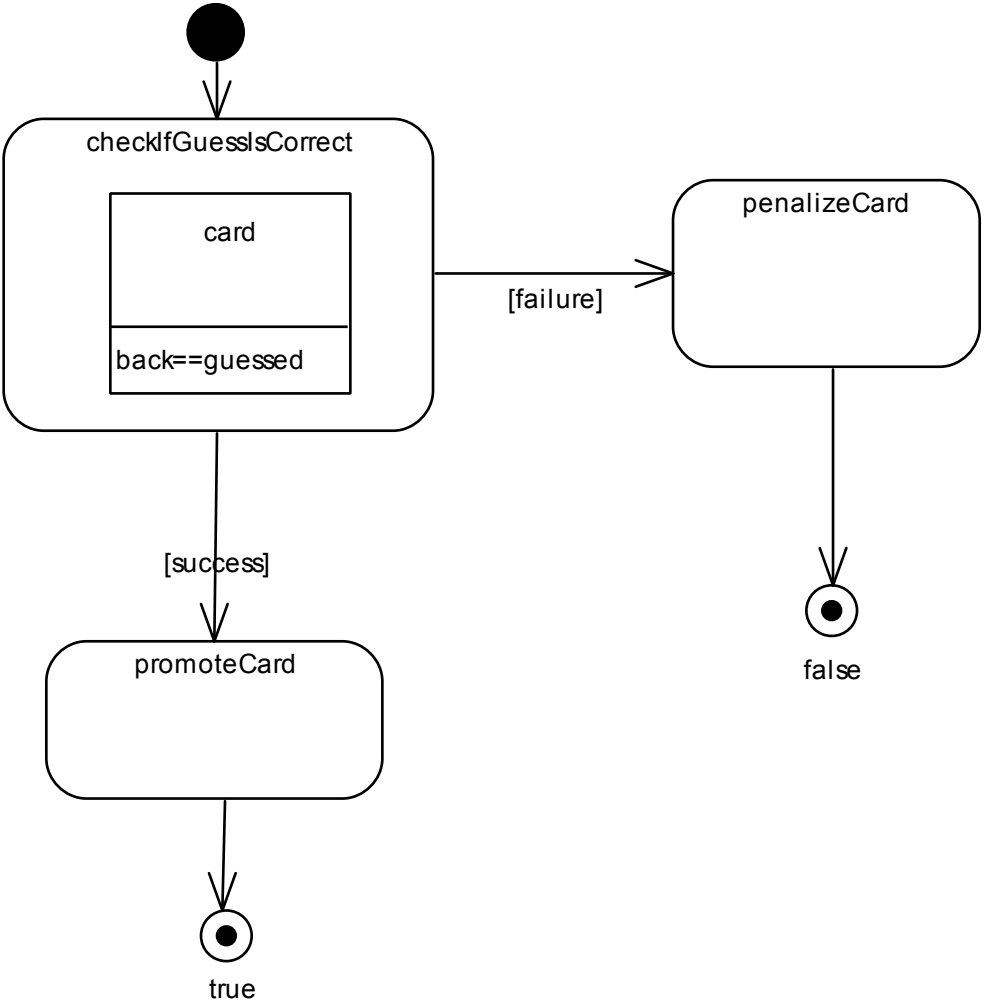 checkIfGuessIsCorrect
card
back==guessed
[failure]
penalizeCard
[success]
promoteCard
false
true